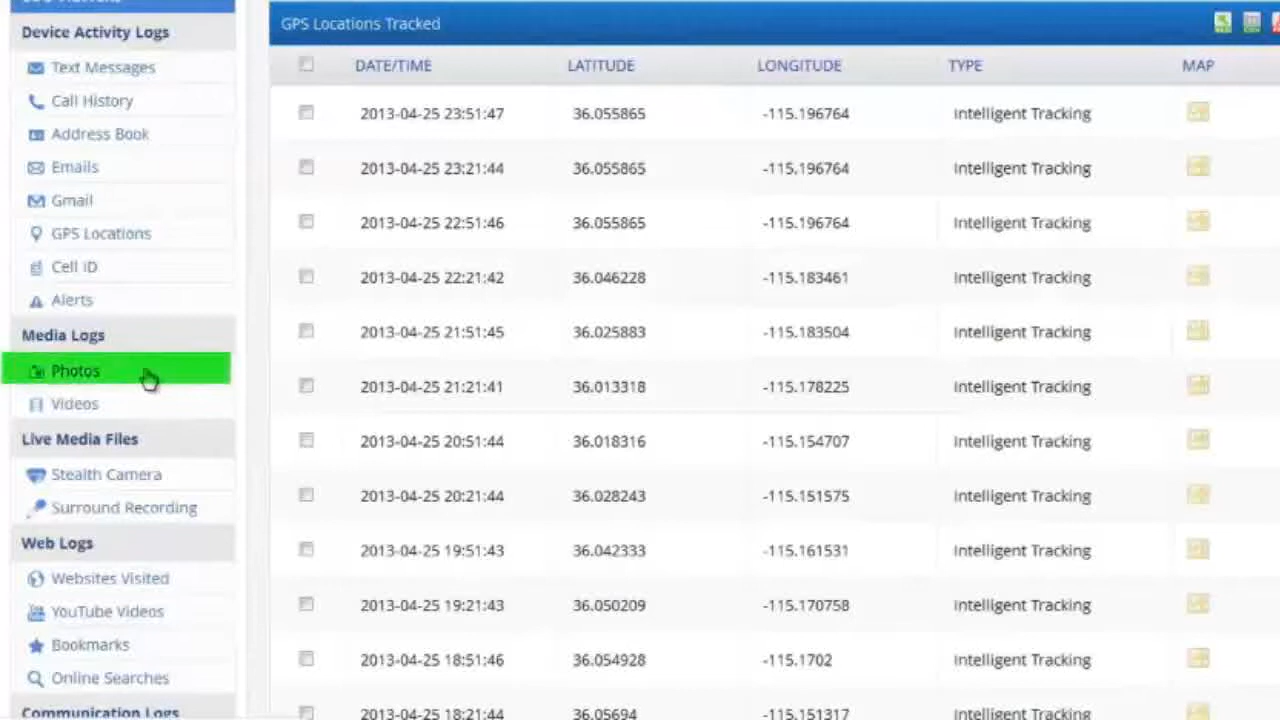 Device Activity Logs
Text Messages
Call History
Address Book
Emails
Gmail
GPS Locations
Cell ID
Alerts
Media Logs
Photos
Videos
Live Media Files
Stealth Camera
Surround Recording
Web Logs
Websites Visited
YouTube Videos
Bookmarks
Online Searches
Communication Logs
GPS Locations Tracked
DATE/TIME LATITUDE LONGITUDE TYPE MAP
2013-04-25 23:51:47 36.055865 -115.196764 Intelligent Tracking
2013-04-25 23:21:44 36.055865 -115.196764 Intelligent Tracking
2013-04-25 22:51:46 36.055865 -115.196764 Intelligent Tracking
2013-04-25 22:21:42 36.046228 -115.183461 Intelligent Tracking
2013-04-25 21:51:45 36.025883 -115.183504 Intelligent Tracking
2013-04-25 21:21:41 36.013318 -115.178225 Intelligent Tracking
2013-04-25 20:51:44 36.018316 -115.154707 Intelligent Tracking
2013-04-25 20:21:44 36.028243 -115.151575 Intelligent Tracking
2013-04-25 19:51:43 36.042333 -115.161531 Intelligent Tracking
2013-04-25 19:21:43 36.050209 -115.170758 Intelligent Tracking
2013-04-25 18:51:46 36.054928 -115.1702 Intelligent Tracking
2013-04-25 18:21:44 36.05694 -115.151317 Intelligent Tracking